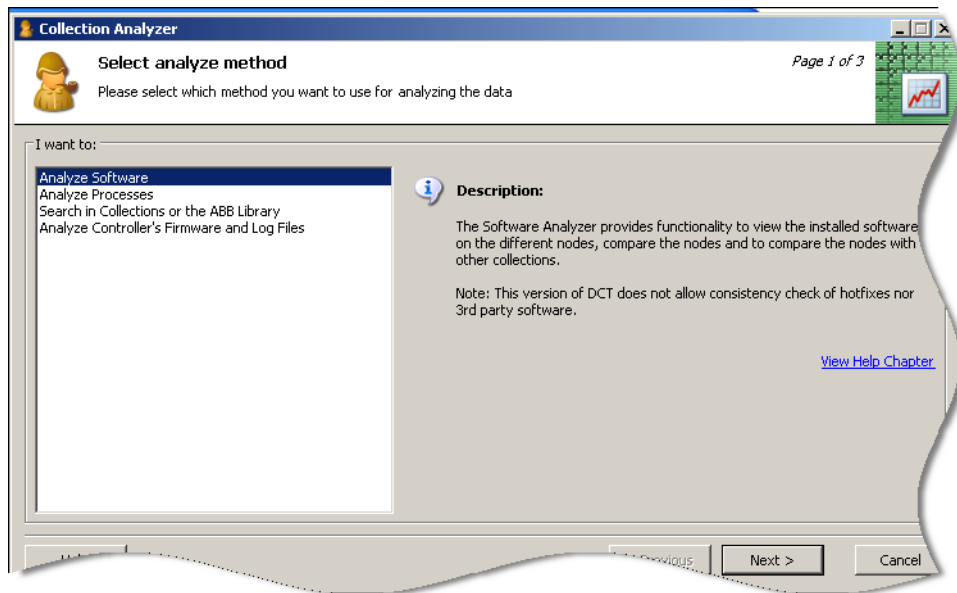 Collection Analyzer
Select analyze method
Page 1 of 3
Please select which method you want to use for analyzing the data
I want to:
Analyze Software
Analyze Processes
Search in Collections or the ABB Library
Analyze Controller's Firmware and Log Files
Description:
The Software Analyzer provides functionality to view the installed software
on the different nodes, compare the nodes and to compare the nodes with
other collections.
Note: This version of DCT does not allow consistency check of hotfixes nor
3rd party software.
View Help Chapter
Next >
Cancel